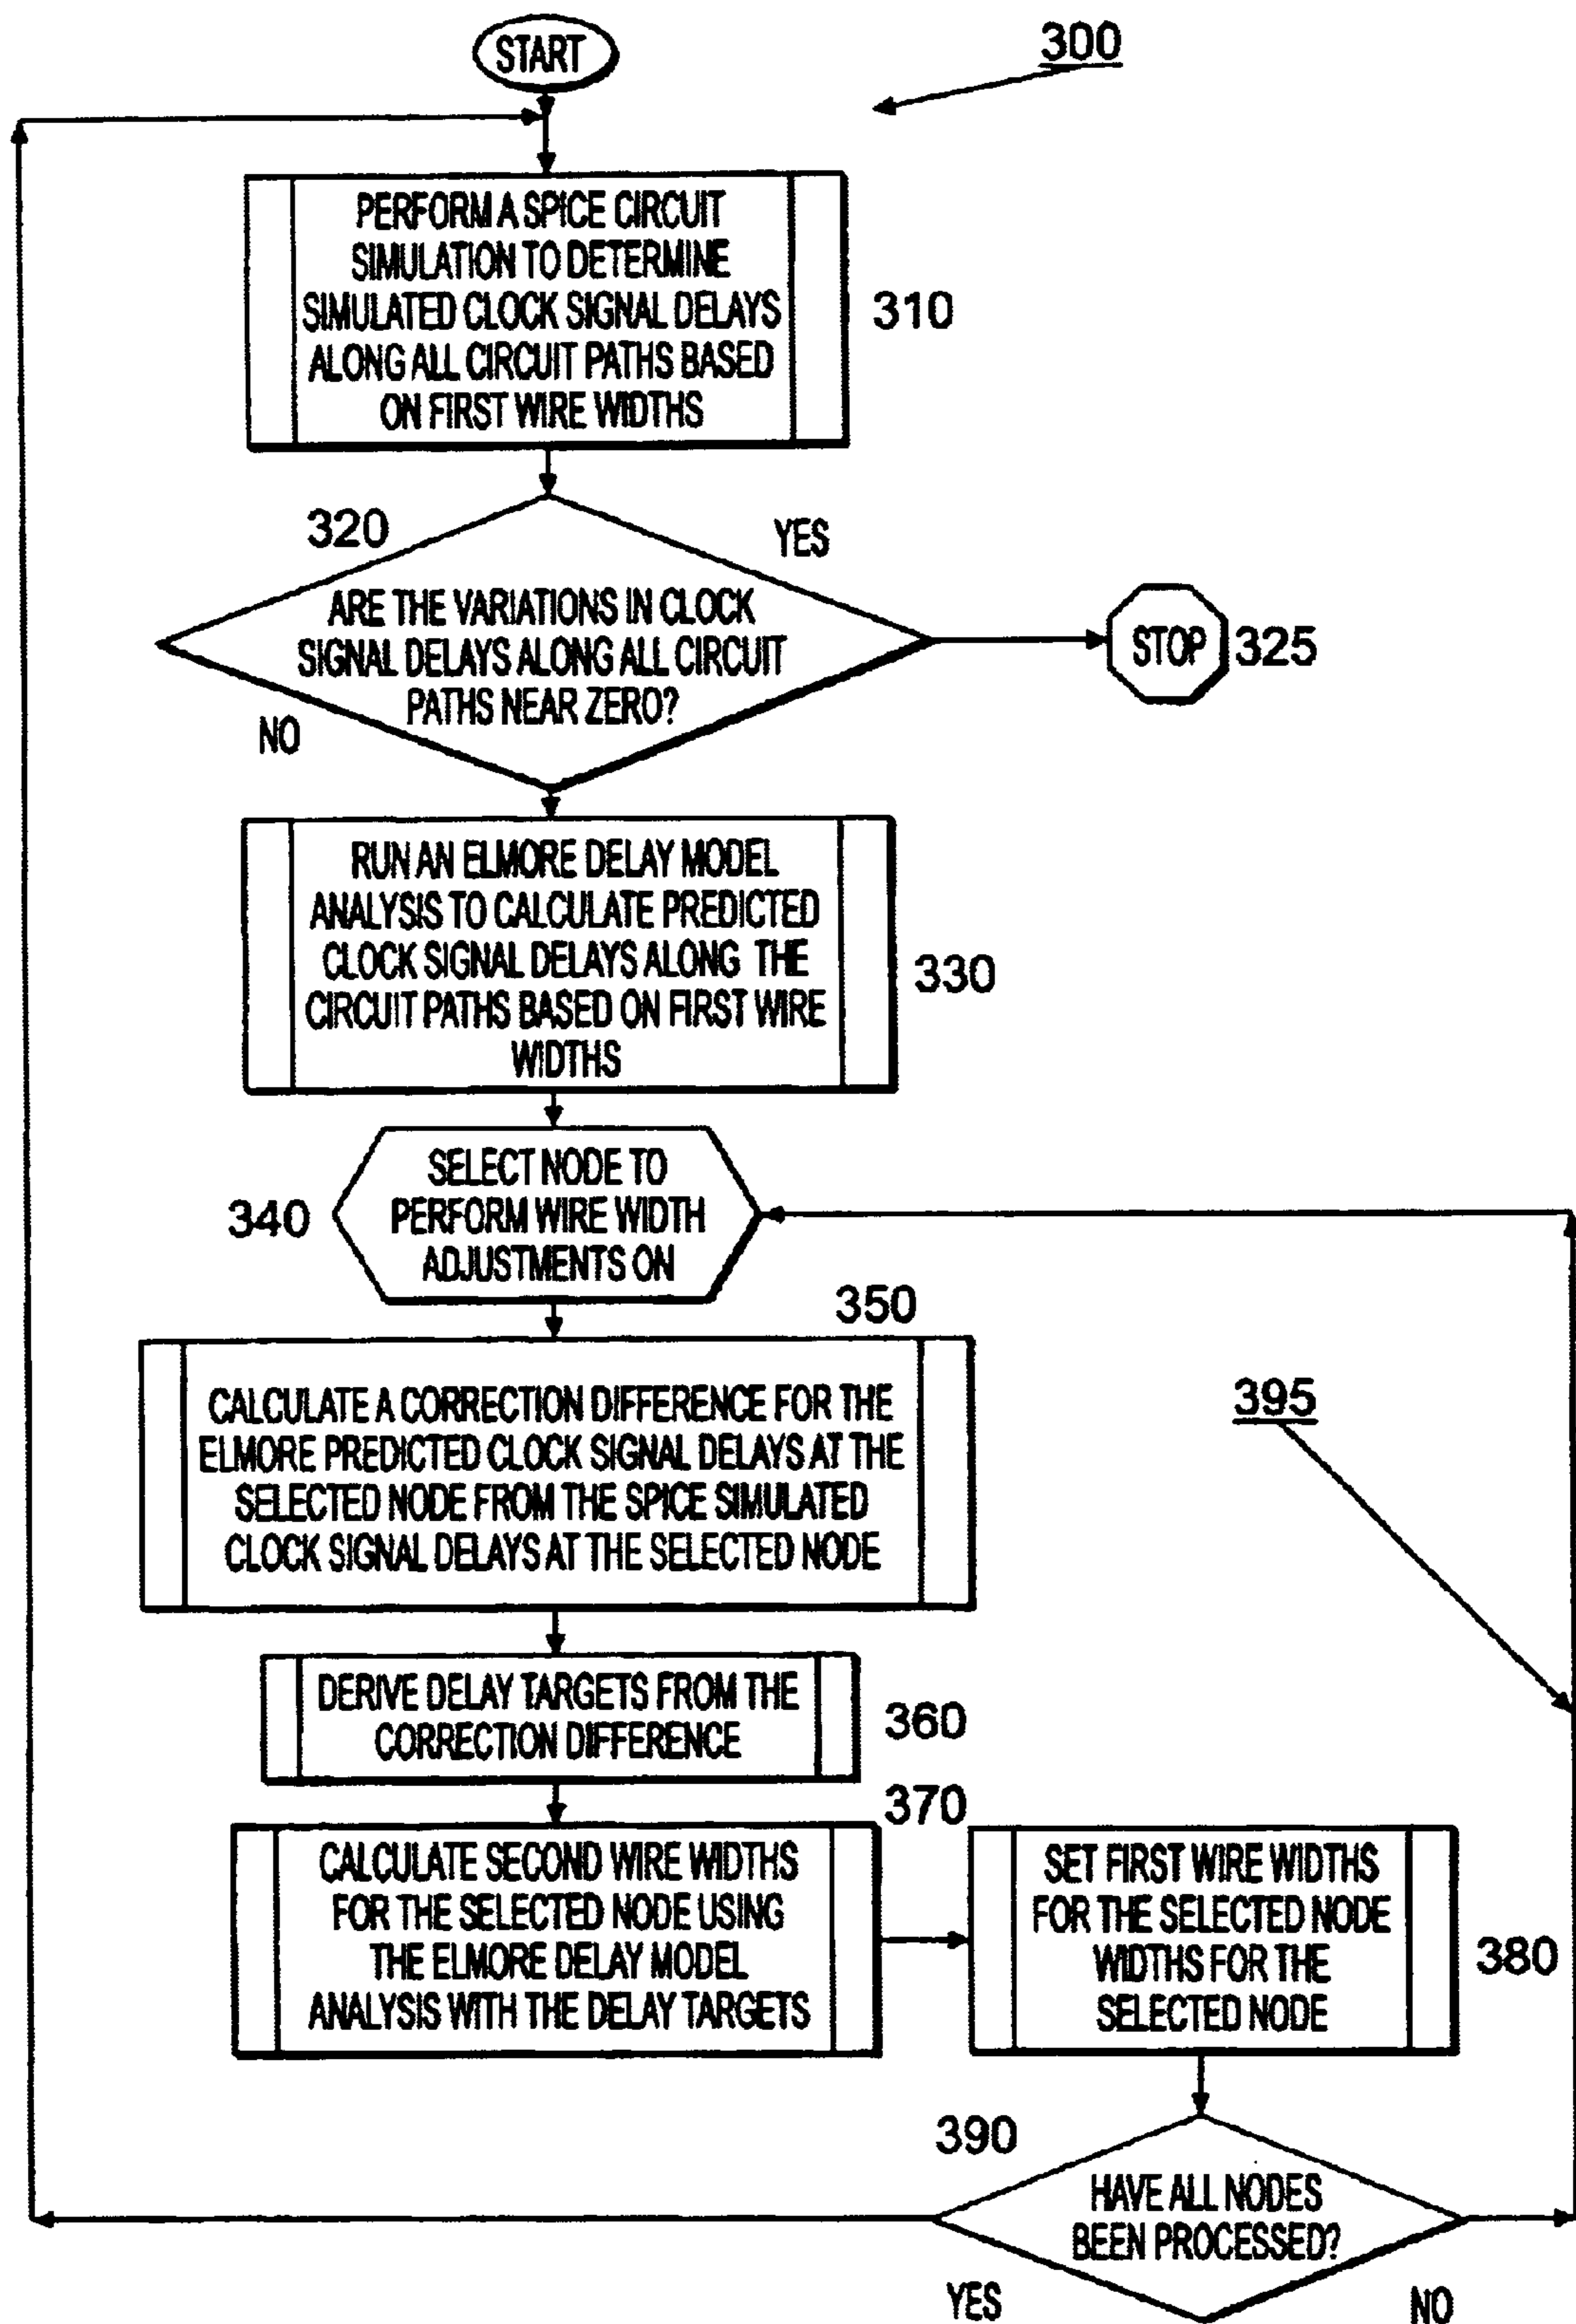 START
300
PERFORM A SPICE CIRCUIT
SIMULATION TO DETERMINE
SIMULATED CLOCK SIGNAL DELAYS
ALONG ALL CIRCUIT PATHS BASED
ON FIRST WIRE WIDTHS
310
320
YES
ARE THE VARIATIONS IN CLOCK
SIGNAL DELAYS ALONG ALL CIRCUIT
PATHS NEAR ZERO?
NO
STOP
325
RUN AN ELMORE DELAY MODEL
ANALYSIS TO CALCULATE PREDICTED
CLOCK SIGNAL DELAYS ALONG THE
CIRCUIT PATHS BASED ON FIRST WIRE
WIDTHS
330
340
SELECT NODE TO
PERFORM WIRE WIDTH
ADJUSTMENTS ON
350
CALCULATE A CORRECTION DIFFERENCE FOR THE
ELMORE PREDICTED CLOCK SIGNAL DELAYS AT THE
SELECTED NODE FROM THE SPICE SIMULATED
CLOCK SIGNAL DELAYS AT THE SELECTED NODE
395
DERIVE DELAY TARGETS FROM THE
CORRECTION DIFFERENCE
360
370
CALCULATE SECOND WIRE WIDTHS
FOR THE SELECTED NODE USING
THE ELMORE DELAY MODEL
ANALYSIS WITH THE DELAY TARGETS
SET FIRST WIRE WIDTHS
FOR THE SELECTED NODE
WIDTHS FOR THE
SELECTED NODE
380
390
HAVE ALL NODES
BEEN PROCESSED?
YES
NO